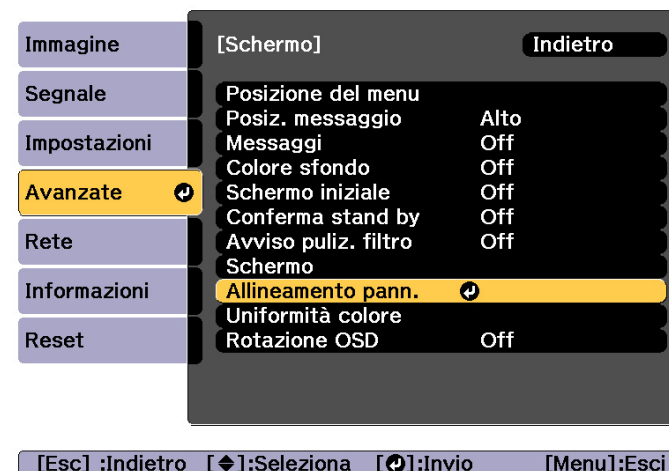 Immagine
Segnale
Impostazioni
Avanzate
Rete
Informazioni
Reset
[Schermo] Indietro
Posizione del menu
Posiz. messaggio Alto
Messaggi Off
Colore sfondo Off
Schermo iniziale Off
Conferma stand by Off
Avviso puliz. filtro Off
Schermo
Allineamento pann.
Uniformità colore
Rotazione OSD Off
[Esc] :Indietro [◆]:Seleziona [↵]:Invio [Menu]:Esci